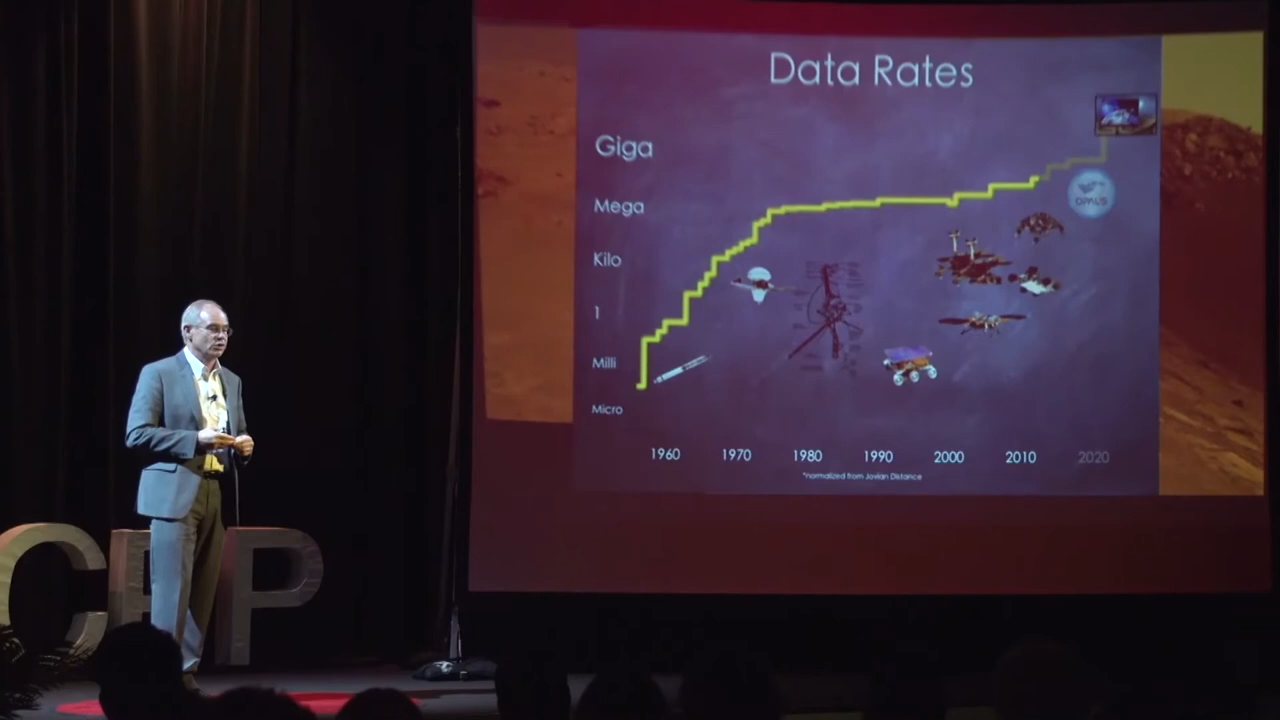 Data Rates
Giga
Mega
Kilo
1
Milli
Micro
OPALS
1960 1970 1980 1990 2000 2010 2020
*normalized from Jovian Distance